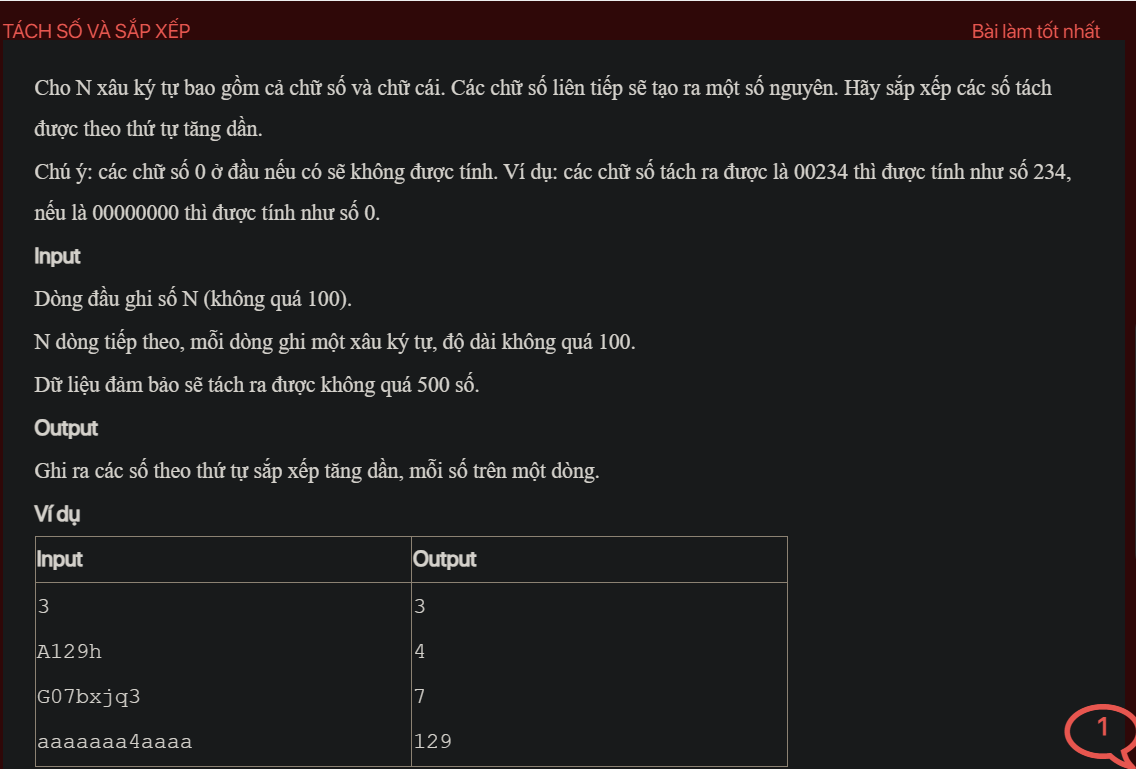 TÁCH SỐ VÀ SẮP XẾP Bài làm tốt nhất
Cho N xâu ký tự bao gồm cả chữ số và chữ cái. Các chữ số liên tiếp sẽ tạo ra một số nguyên. Hãy sắp xếp các số tách
được theo thứ tự tăng dần.
Chú ý: các chữ số 0 ở đầu nếu có sẽ không được tính. Ví dụ: các chữ số tách ra được là 00234 thì được tính như số 234,
nếu là 00000000 thì được tính như số 0.
Input
Dòng đầu ghi số N (không quá 100).
N dòng tiếp theo, mỗi dòng ghi một xâu ký tự, độ dài không quá 100.
Dữ liệu đảm bảo sẽ tách ra được không quá 500 số.
Output
Ghi ra các số theo thứ tự sắp xếp tăng dần, mỗi số trên một dòng.
Ví dụ
Input Output
3 3
A129h 4
G07bxjq3 7
aaaaaaa4aaaa 129
1